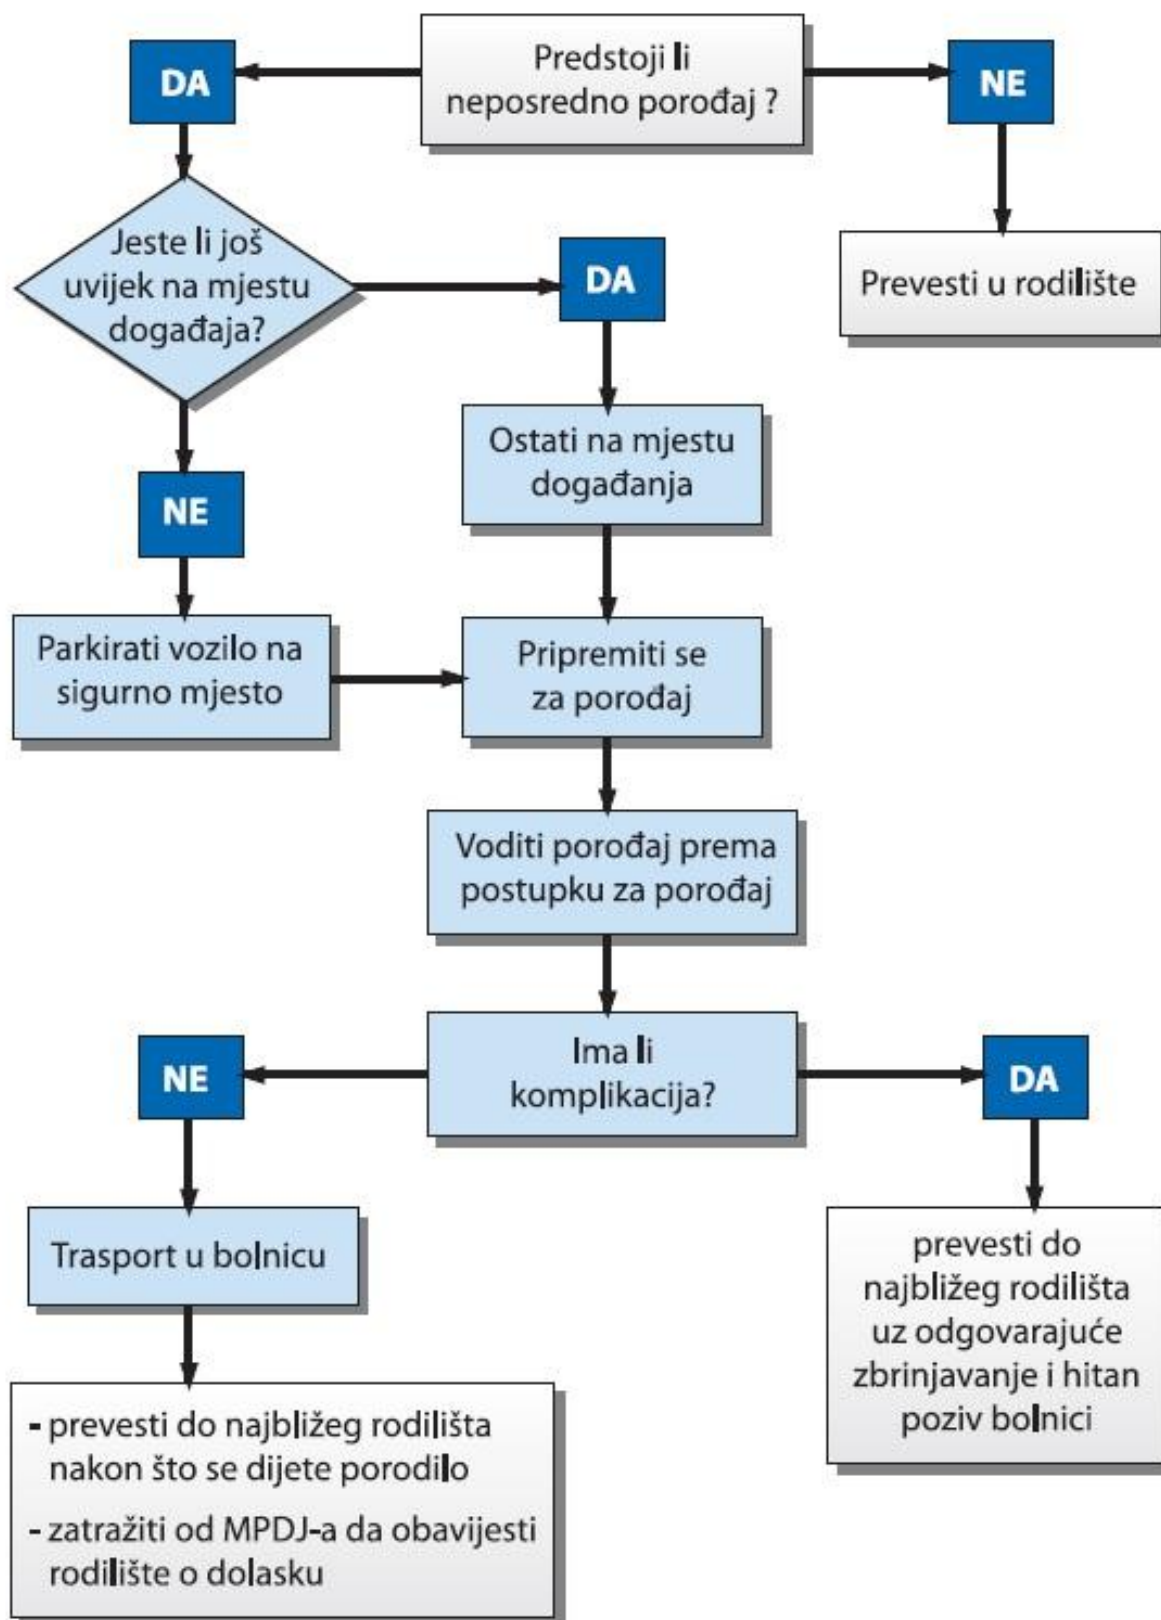 Predstoji li
neposredno porođaj ?
DA
NE
Jeste li još
uvijek na mjestu
događaja?
DA
Prevesti u rodilište
NE
Ostati na mjestu
događanja
Parkirati vozilo na
sigurno mjesto
Pripremiti se
za porođaj
Voditi porođaj prema
postupku za porođaj
Ima li
komplikacija?
NE
DA
Trasport u bolnicu
prevesti do
najbližeg rodilišta
uz odgovarajuće
zbrinjavanje i hitan
poziv bolnici
- prevesti do najbližeg rodilišta
nakon što se dijete porodilo
- zatražiti od MPDJ-a da obavijesti
rodilište o dolasku